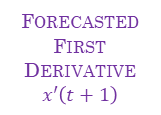 FORECASTED
FIRST
DERIVATIVE
x′(t + 1)